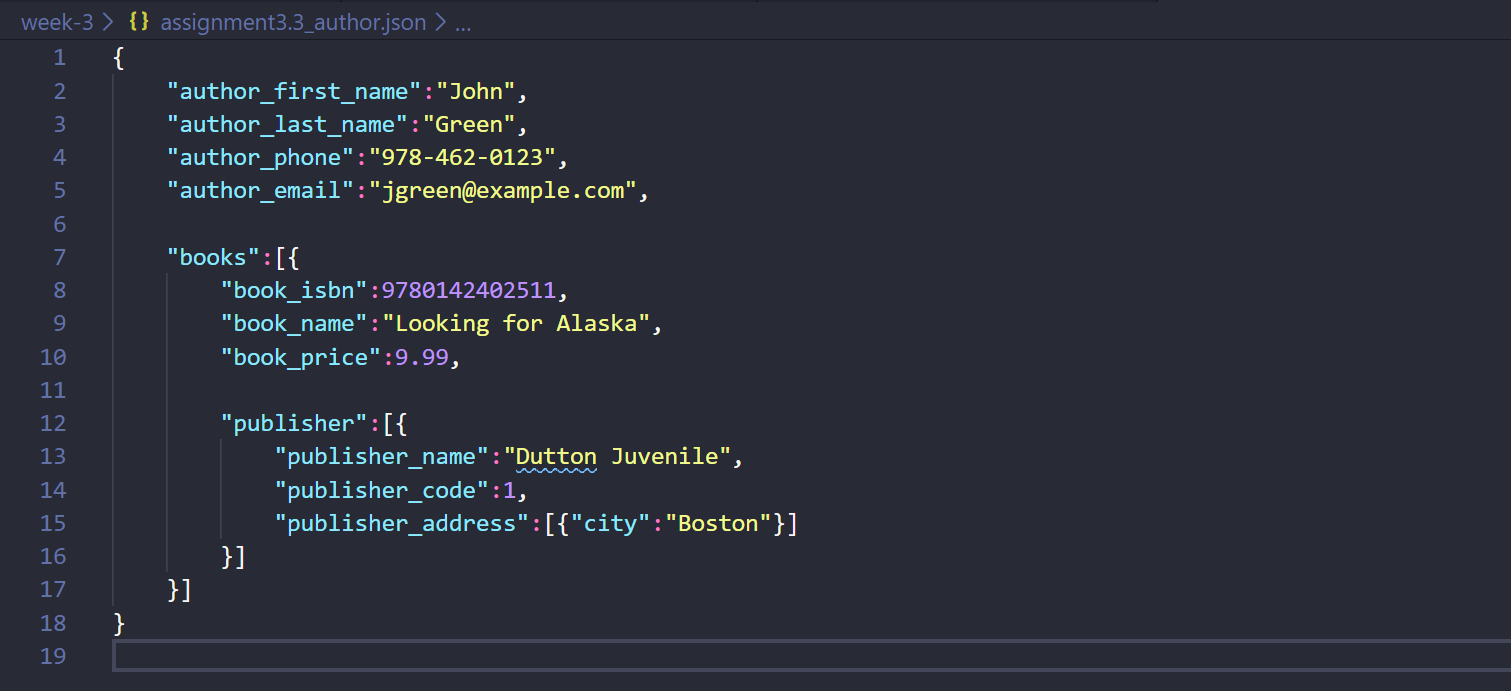 week-3 > {} assignment3.3_author.json > ...
1 {
2     "author_first_name":"John",
3     "author_last_name":"Green",
4     "author_phone":"978-462-0123",
5     "author_email":"jgreen@example.com",
6
7     "books":[{
8         "book_isbn":9780142402511,
9         "book_name":"Looking for Alaska",
10         "book_price":9.99,
11
12         "publisher":[{
13             "publisher_name":"Dutton Juvenile",
14             "publisher_code":1,
15             "publisher_address":[{"city":"Boston"}]
16         }]
17     }]
18 }
19